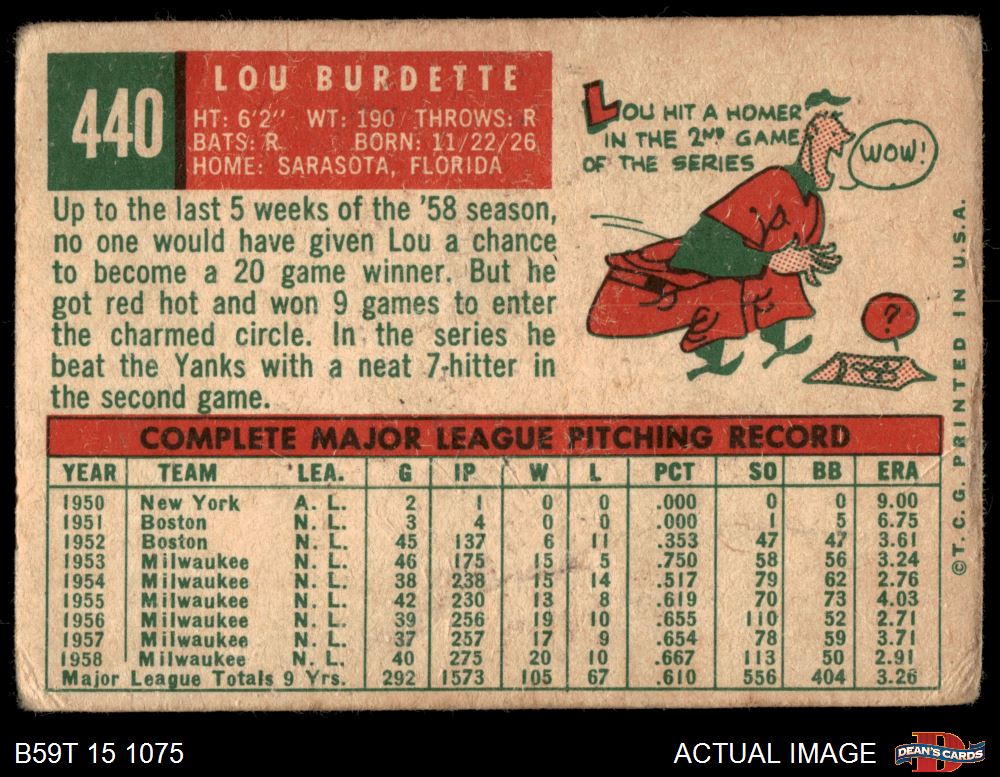 440
LOU BURDETTE
HT: 6'2" WT: 190 THROWS: R
BATS: R BORN: 11/22/26
HOME: SARASOTA, FLORIDA
Up to the last 5 weeks of the '58 season,
no one would have given Lou a chance
to become a 20 game winner. But he
got red hot and won 9 games to enter
the charmed circle. In the series he
beat the Yanks with a neat 7-hitter in
the second game.
LOU HIT A HOMER
IN THE 2ND GAME
OF THE SERIES
WOW!
?
COMPLETE MAJOR LEAGUE PITCHING RECORD
YEAR TEAM LEA. G IP W L PCT SO BB ERA
1950 New York A. L. 2 1 0 0 .000 0 0 9.00
1951 Boston N. L. 3 4 0 0 .000 1 5 6.75
1952 Boston N. L. 45 137 6 11 .353 47 47 3.61
1953 Milwaukee N. L. 46 175 15 5 .750 58 56 3.24
1954 Milwaukee N. L. 38 238 15 14 .517 79 62 2.76
1955 Milwaukee N. L. 42 230 13 8 .619 70 73 4.03
1956 Milwaukee N. L. 39 256 19 10 .655 110 52 2.71
1957 Milwaukee N. L. 37 257 17 9 .654 78 59 3.71
1958 Milwaukee N. L. 40 275 20 10 .667 113 50 2.91
Major League Totals 9 Yrs. 292 1573 105 67 .610 556 404 3.26
©T.C.G. PRINTED IN U.S.A.
B59T 15 1075
ACTUAL IMAGE
DEAN'S CARDS